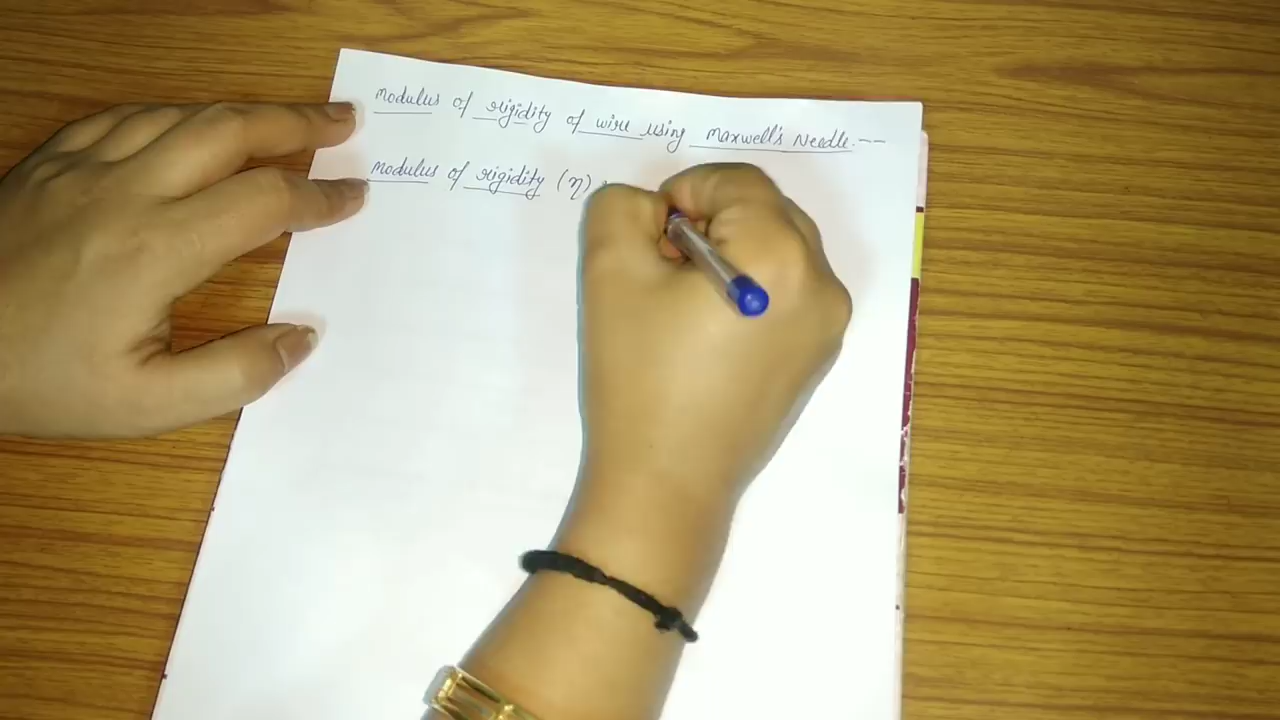 Modulus of rigidity of wire using Maxwell's Needle.--
Modulus of rigidity (η)